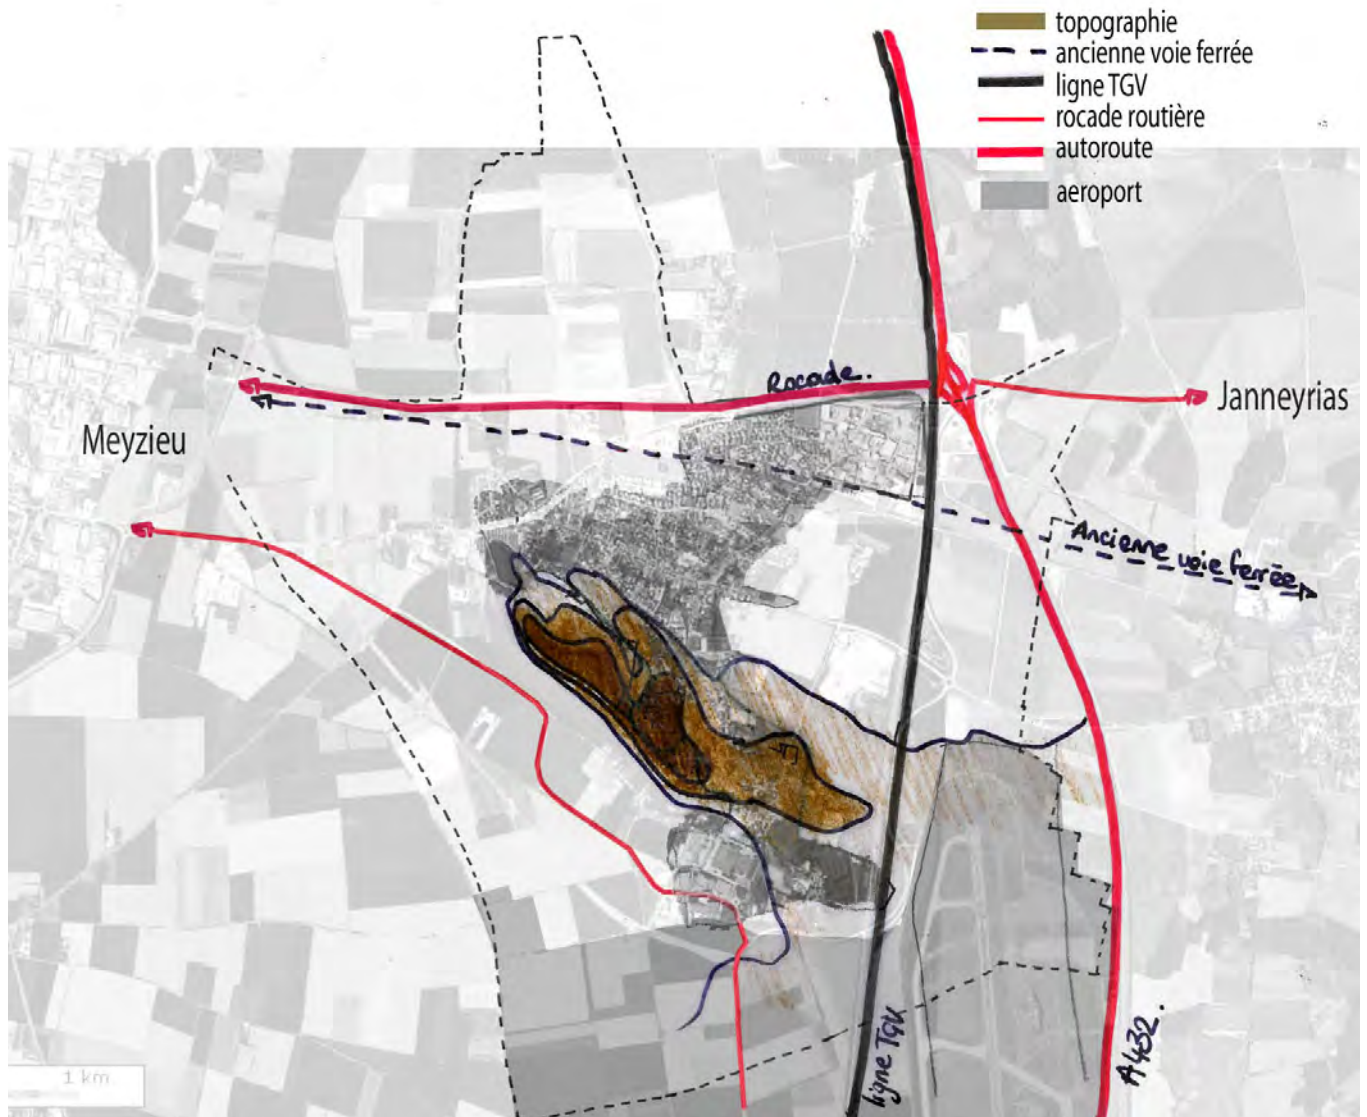 topographie
ancienne voie ferrée
ligne TGV
rocade routière
autoroute
aeroport
Rocade.
Janneyrias
Meyzieu
Ancienne voie ferrée
ligne TGV
A432.
1 km